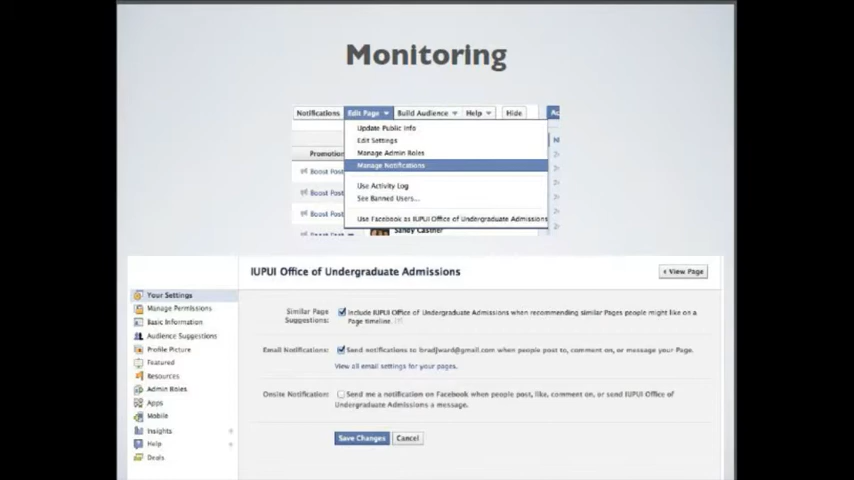 Monitoring
Notifications Edit Page Build Audience Help Hide
Update Public Info
Edit Settings
Promotion Manage Admin Roles
Manage Notifications
Boost Post
Use Activity Log
Boost Post See Banned Users...
Boost Post Use Facebook as IUPUI Office of Undergraduate Admissions
Sandy Castner
IUPUI Office of Undergraduate Admissions < View Page
Your Settings
Manage Permissions
Basic Information
Audience Suggestions
Profile Picture
Featured
Resources
Admin Roles
Apps
Mobile
Insights
Help
Deals
Similar Page Suggestions: Include IUPUI Office of Undergraduate Admissions when recommending similar Pages people might like on a
Page timeline. [?]
Email Notifications: Send notifications to bradjward@gmail.com when people post to, comment on, or message your Page.
View all email settings for your pages.
Onsite Notification: Send me a notification on Facebook when people post, like, comment on, or send IUPUI Office of
Undergraduate Admissions a message.
Save Changes Cancel